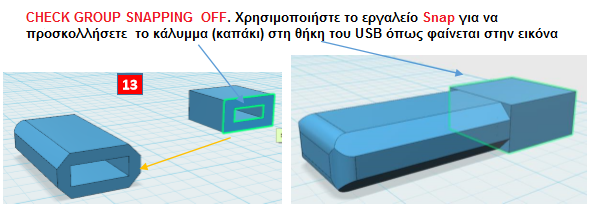 CHECK GROUP SNAPPING OFF. Χρησιμοποιήστε το εργαλείο Snap για να
προσκολλήσετε το κάλυμμα (καπάκι) στη θήκη του USB όπως φαίνεται στην εικόνα
13